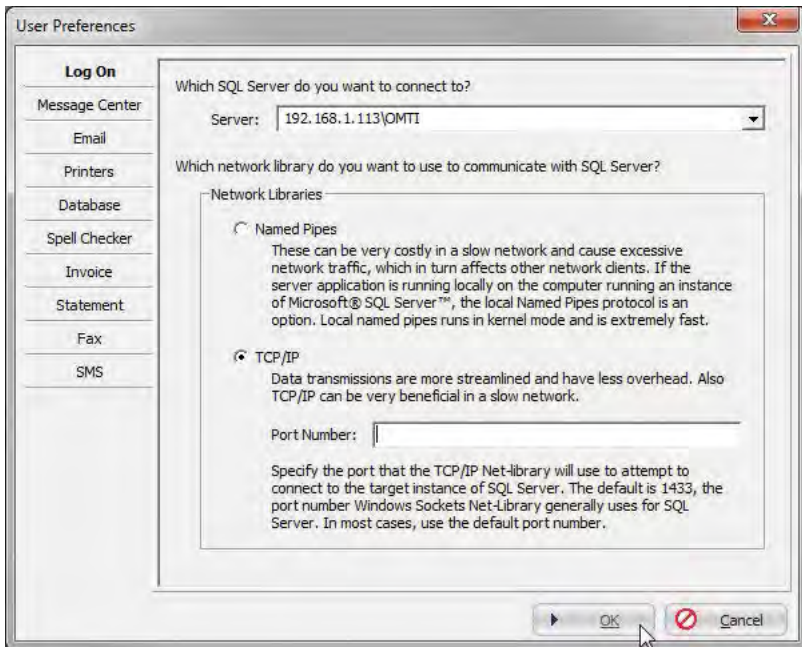 User Preferences
Log On
Message Center
Email
Printers
Database
Spell Checker
Invoice
Statement
Fax
SMS
Which SQL Server do you want to connect to?
Server: 192.168.1.113\OMTI
Which network library do you want to use to communicate with SQL Server?
Network Libraries
Named Pipes
These can be very costly in a slow network and cause excessive
network traffic, which in turn affects other network clients. If the
server application is running locally on the computer running an instance
of Microsoft® SQL Server™, the local Named Pipes protocol is an
option. Local named pipes runs in kernel mode and is extremely fast.
TCP/IP
Data transmissions are more streamlined and have less overhead. Also
TCP/IP can be very beneficial in a slow network.
Port Number:
Specify the port that the TCP/IP Net-library will use to attempt to
connect to the target instance of SQL Server. The default is 1433, the
port number Windows Sockets Net-Library generally uses for SQL
Server. In most cases, use the default port number.
OK
Cancel